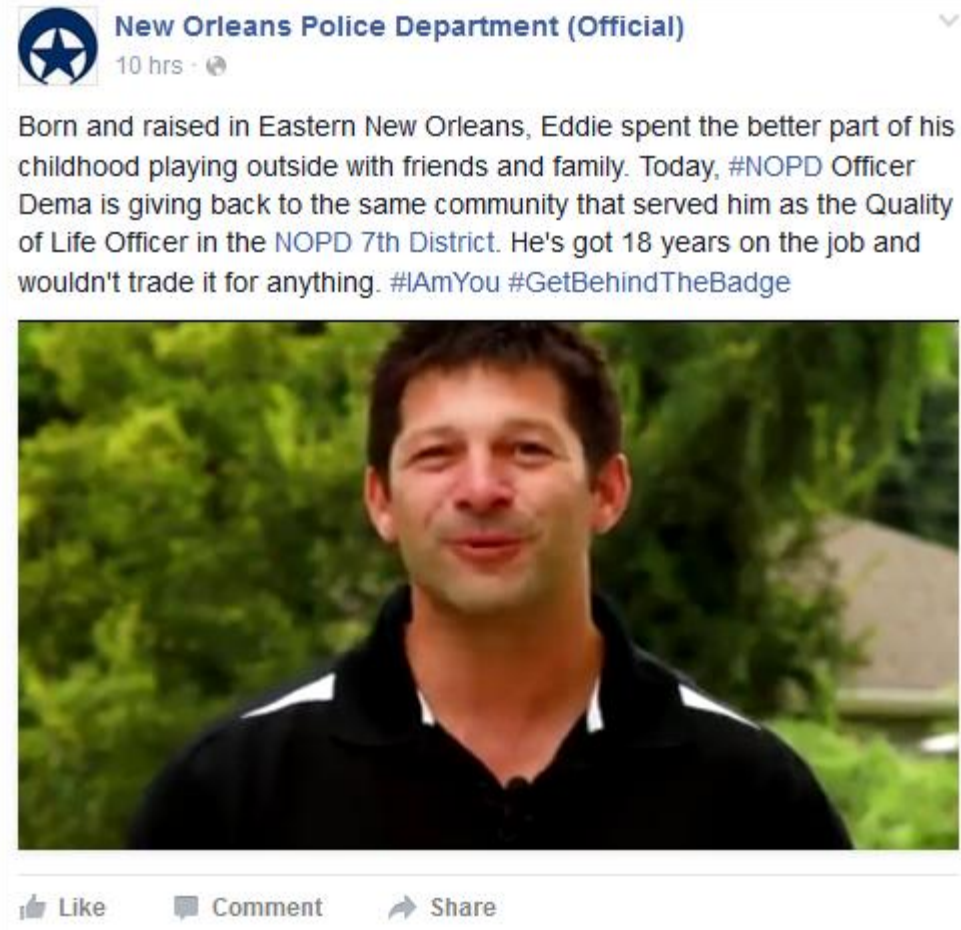 New Orleans Police Department (Official)
10 hrs ·
Born and raised in Eastern New Orleans, Eddie spent the better part of his
childhood playing outside with friends and family. Today, #NOPD Officer
Dema is giving back to the same community that served him as the Quality
of Life Officer in the NOPD 7th District. He's got 18 years on the job and
wouldn't trade it for anything. #IAmYou #GetBehindTheBadge
Like Comment Share